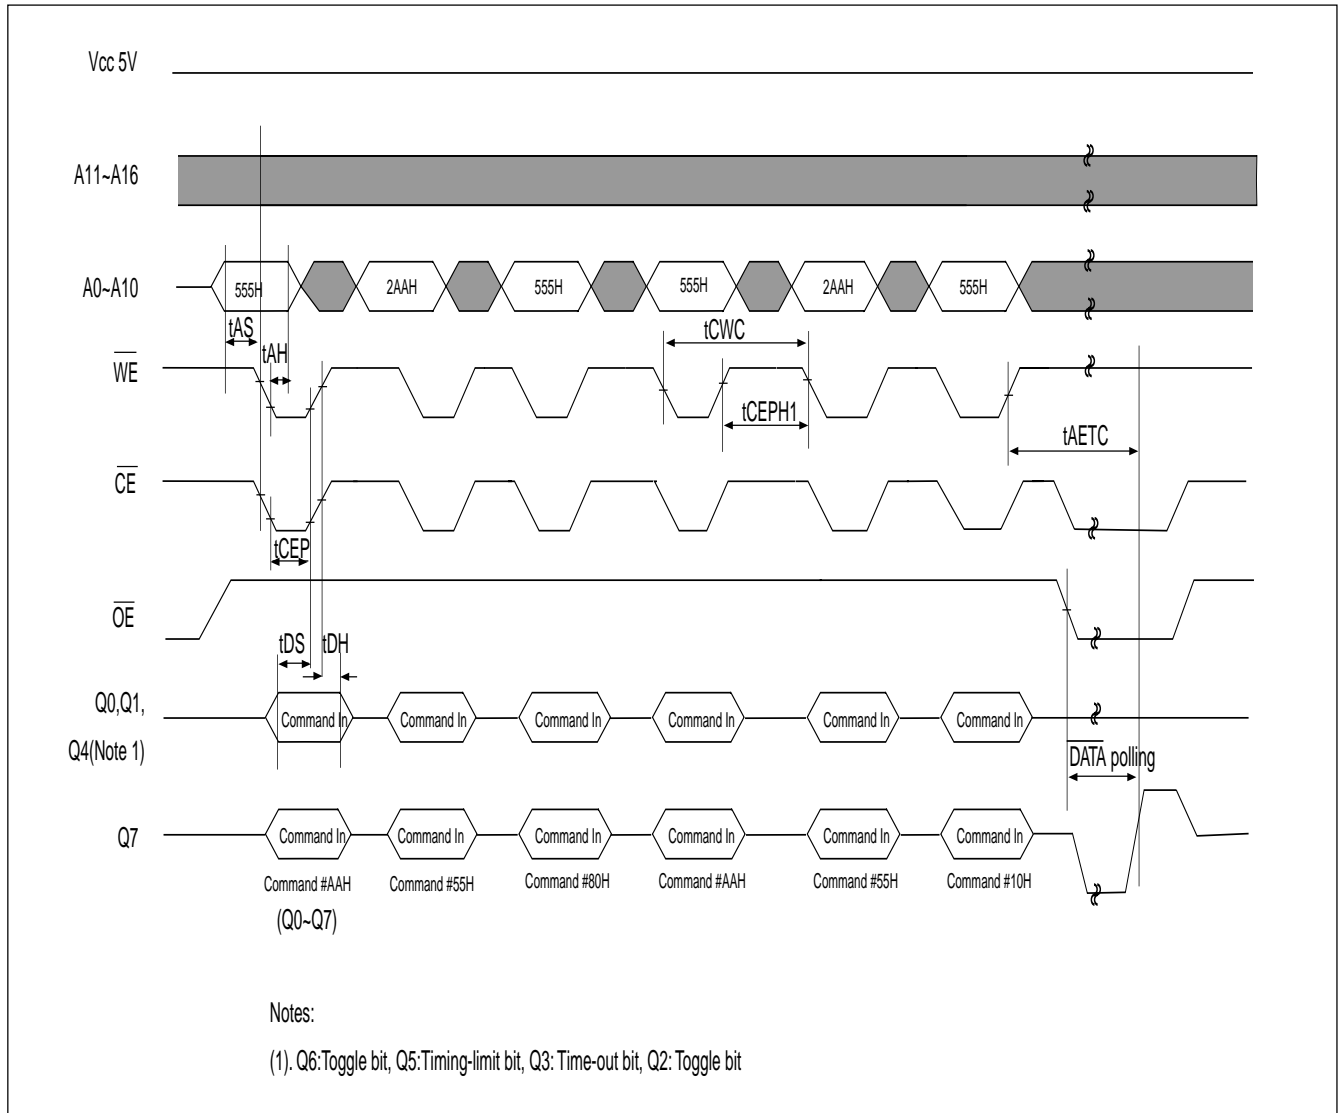 Vcc 5V
A11~A16
A0~A10
555H 2AAH 555H 555H 2AAH 555H
tAS
tCWC
tAH
WE
tCEPH1
tAETC
CE
tCEP
OE
tDS tDH
Q0,Q1,
Command In Command In Command In Command In Command In Command In
Q4(Note 1)
DATA polling
Q7
Command In Command In Command In Command In Command In Command In
Command #AAH Command #55H Command #80H Command #AAH Command #55H Command #10H
(Q0~Q7)
Notes:
(1). Q6:Toggle bit, Q5:Timing-limit bit, Q3: Time-out bit, Q2: Toggle bit